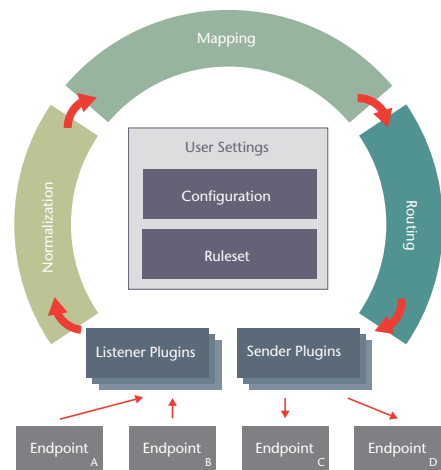 Mapping
Normalization
User Settings
Configuration
Ruleset
Routing
Listener Plugins
Sender Plugins
Endpoint A
Endpoint B
Endpoint C
Endpoint D